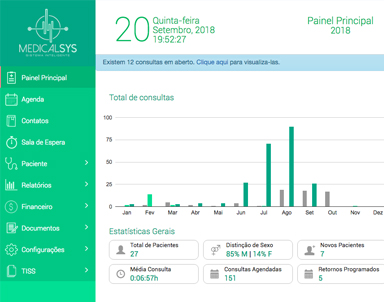 MEDICALSYS
SISTEMA INTELIGENTE
Painel Principal
Agenda
Contatos
Sala de Espera
Paciente
Relatórios
Financeiro
Documentos
Configurações
TISS
20
Quinta-feira
Setembro, 2018
19:52:27
Painel Principal
2018
Existem 12 consultas em aberto. Clique aqui para visualiza-las.
Total de consultas
100
75
50
25
0
Jan Fev Mar Abr Mai Jun Jul Ago Set Out Nov Dez
Estatísticas Gerais
Total de Pacientes
27
Distinção de Sexo
85% M | 14% F
Novos Pacientes
7
Média Consulta
0:06:57h
Consultas Agendadas
151
Retornos Programados
5